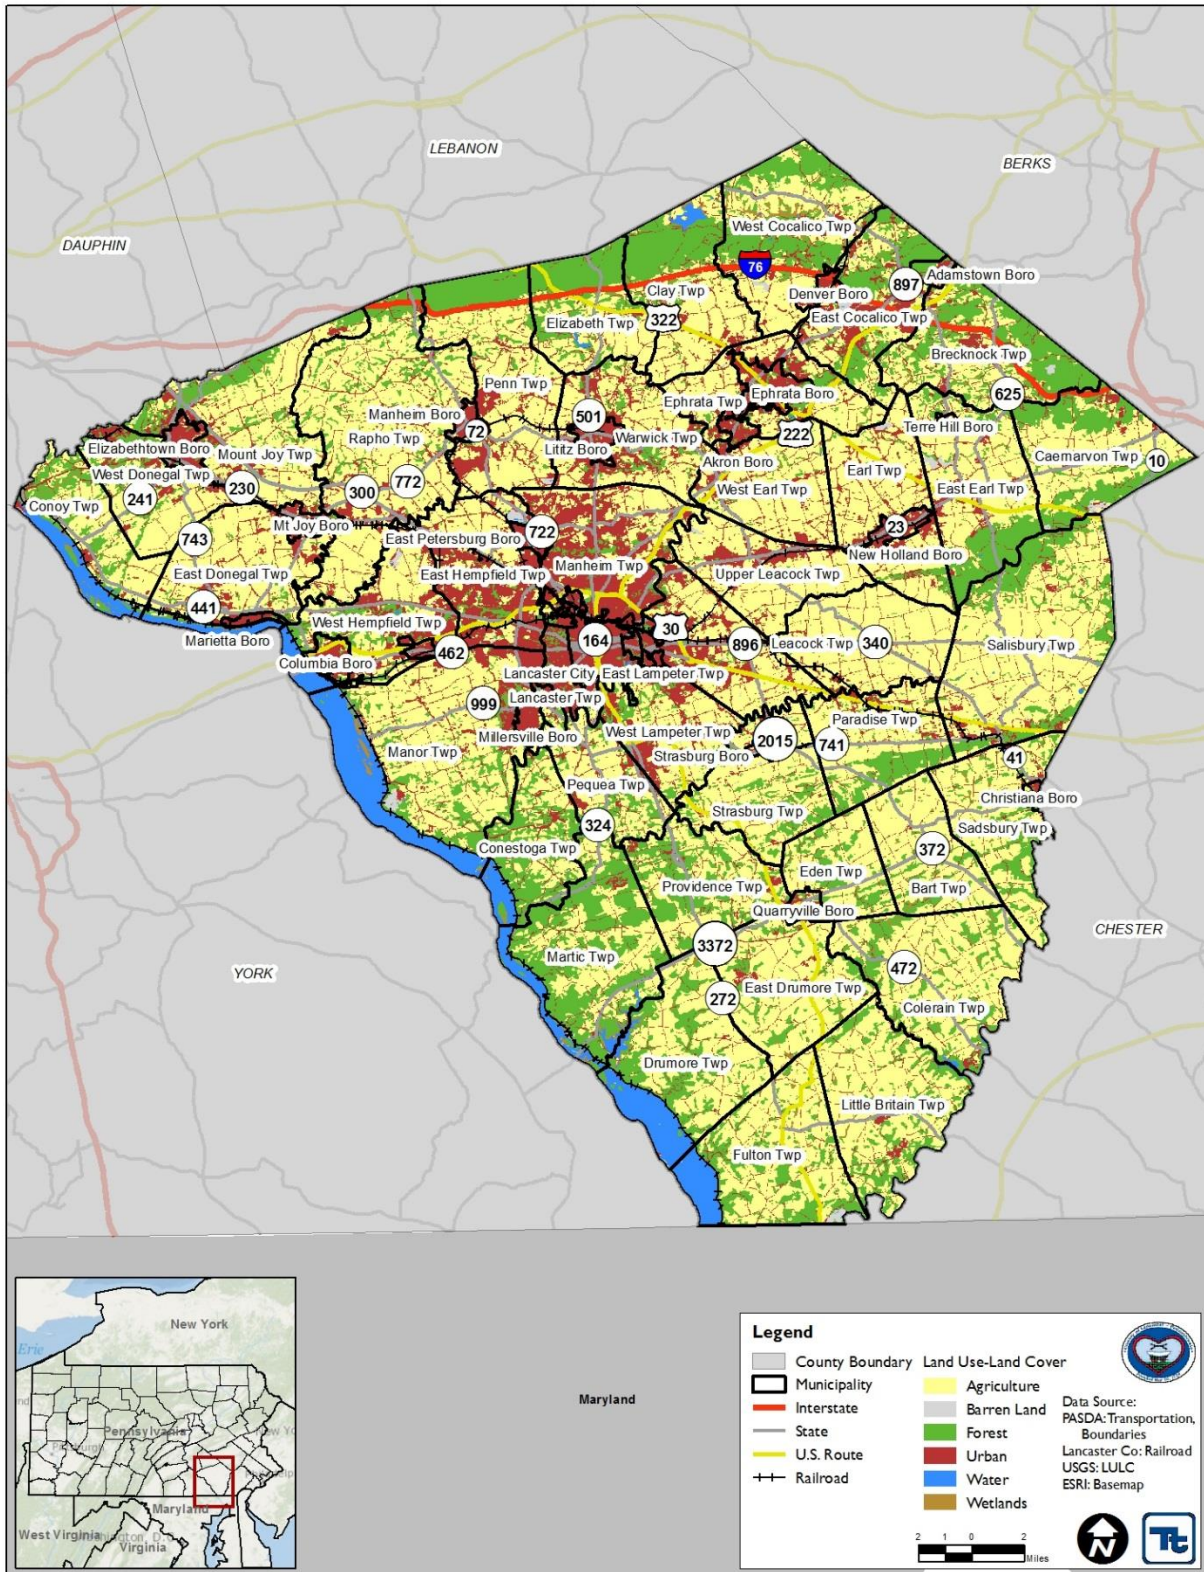 LEBANON
BERKS
DAUPHIN
West Cocalico Twp
76
Adamstown Boro
897
Clay Twp
Denver Boro
322
East Cocalico Twp
Elizabeth Twp
Brecknock Twp
Penn Twp
625
Ephrata Twp
Ephrata Boro
Manheim Boro
501
Terre Hill Boro
72
222
Rapho Twp
Warwick Twp
Elizabethtown Boro
Lititz Boro
Mount Joy Twp
Akron Boro
Caernarvon Twp
10
Earl Twp
West Donegal Twp
772
West Earl Twp
East Earl Twp
230
300
241
Conoy Twp
Mt Joy Boro
23
722
743
East Petersburg Boro
New Holland Boro
Manheim Twp
East Donegal Twp
East Hempfield Twp
Upper Leacock Twp
441
West Hempfield Twp
30
Marietta Boro
164
896
Leacock Twp
340
Salisbury Twp
462
Columbia Boro
Lancaster City
East Lampeter Twp
999
Lancaster Twp
Paradise Twp
Millersville Boro
West Lampeter Twp
2015
741
Manor Twp
Strasburg Boro
41
Pequea Twp
Christiana Boro
Strasburg Twp
324
Sadsbury Twp
Conestoga Twp
372
Eden Twp
Providence Twp
Bart Twp
Quarryville Boro
CHESTER
3372
YORK
Martic Twp
472
East Drumore Twp
272
Colerain Twp
Drumore Twp
Little Britain Twp
Fulton Twp
New York
Erie
Pennsylvania
Pittsburgh
Maryland
West Virginia
Virginia
Maryland
Legend
County Boundary
Municipality
Interstate
State
U.S. Route
Railroad
Land Use-Land Cover
Agriculture
Barren Land
Forest
Urban
Water
Wetlands
Data Source:
PASDA: Transportation,
Boundaries
Lancaster Co: Railroad
USGS: LULC
ESRI: Basemap
2 1 0 2
Miles
N
Tt